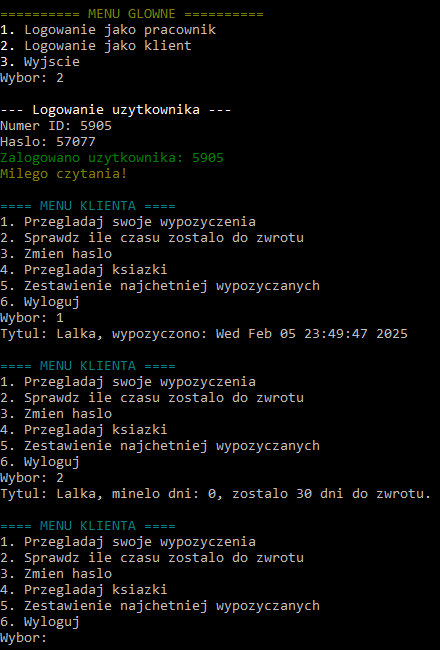 ========== MENU GLOWNE ==========
1. Logowanie jako pracownik
2. Logowanie jako klient
3. Wyjscie
Wybor: 2
--- Logowanie uzytkownika ---
Numer ID: 5905
Haslo: 57077
Zalogowano uzytkownika: 5905
Milego czytania!
==== MENU KLIENTA ====
1. Przegladaj swoje wypozyczenia
2. Sprawdz ile czasu zostalo do zwrotu
3. Zmien haslo
4. Przegladaj ksiazki
5. Zestawienie najchetniej wypozyczanych
6. Wyloguj
Wybor: 1
Tytul: Lalka, wypozyczono: Wed Feb 05 23:49:47 2025
==== MENU KLIENTA ====
1. Przegladaj swoje wypozyczenia
2. Sprawdz ile czasu zostalo do zwrotu
3. Zmien haslo
4. Przegladaj ksiazki
5. Zestawienie najchetniej wypozyczanych
6. Wyloguj
Wybor: 2
Tytul: Lalka, minelo dni: 0, zostalo 30 dni do zwrotu.
==== MENU KLIENTA ====
1. Przegladaj swoje wypozyczenia
2. Sprawdz ile czasu zostalo do zwrotu
3. Zmien haslo
4. Przegladaj ksiazki
5. Zestawienie najchetniej wypozyczanych
6. Wyloguj
Wybor: